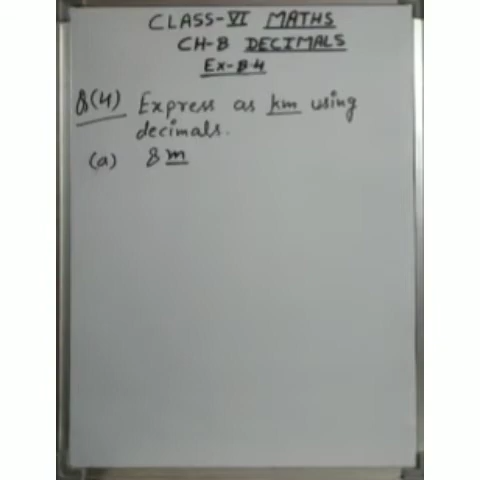 CLASS-VI MATHS
CH-8 DECIMALS
Ex-8.4
Q(4) Express as km using
decimals.
(a) 8 m